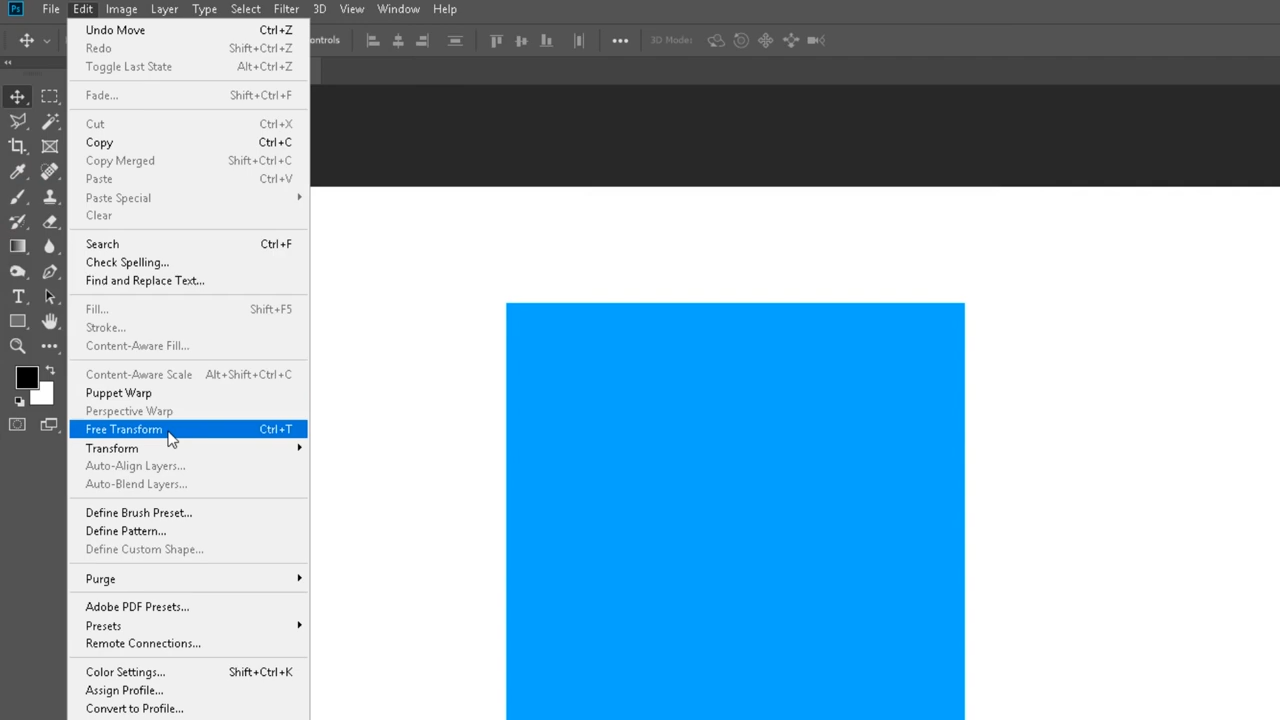 Ps File Edit Image Layer Type Select Filter 3D View Window Help
ontrols 3D Mode:
Undo Move Ctrl+Z
Redo Shift+Ctrl+Z
Toggle Last State Alt+Ctrl+Z
Fade... Shift+Ctrl+F
Cut Ctrl+X
Copy Ctrl+C
Copy Merged Shift+Ctrl+C
Paste Ctrl+V
Paste Special
Clear
Search Ctrl+F
Check Spelling...
Find and Replace Text...
Fill... Shift+F5
Stroke...
Content-Aware Fill...
Content-Aware Scale Alt+Shift+Ctrl+C
Puppet Warp
Perspective Warp
Free Transform Ctrl+T
Transform
Auto-Align Layers...
Auto-Blend Layers...
Define Brush Preset...
Define Pattern...
Define Custom Shape...
Purge
Adobe PDF Presets...
Presets
Remote Connections...
Color Settings... Shift+Ctrl+K
Assign Profile...
Convert to Profile...